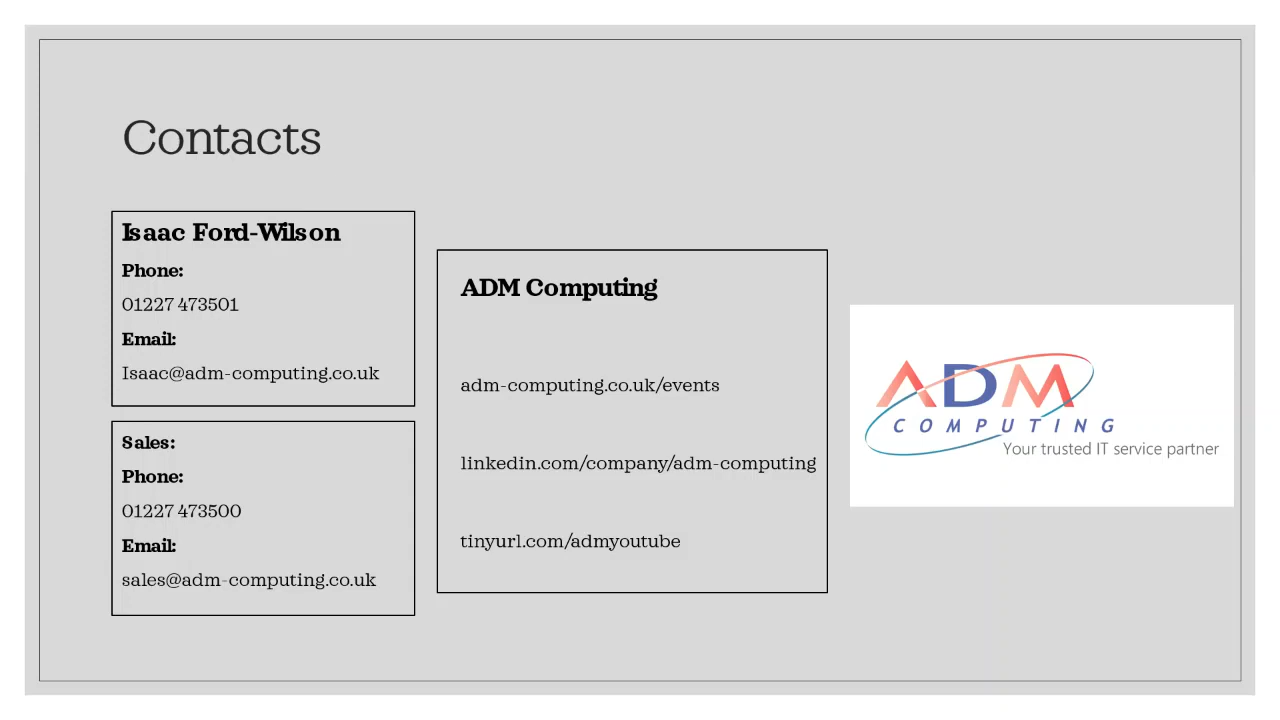 Contacts
Isaac Ford-Wilson
Phone:
01227 473501
Email:
Isaac@adm-computing.co.uk
Sales:
Phone:
01227 473500
Email:
sales@adm-computing.co.uk
ADM Computing
adm-computing.co.uk/events
linkedin.com/company/adm-computing
tinyurl.com/admyoutube
ADM
COMPUTING
Your trusted IT service partner